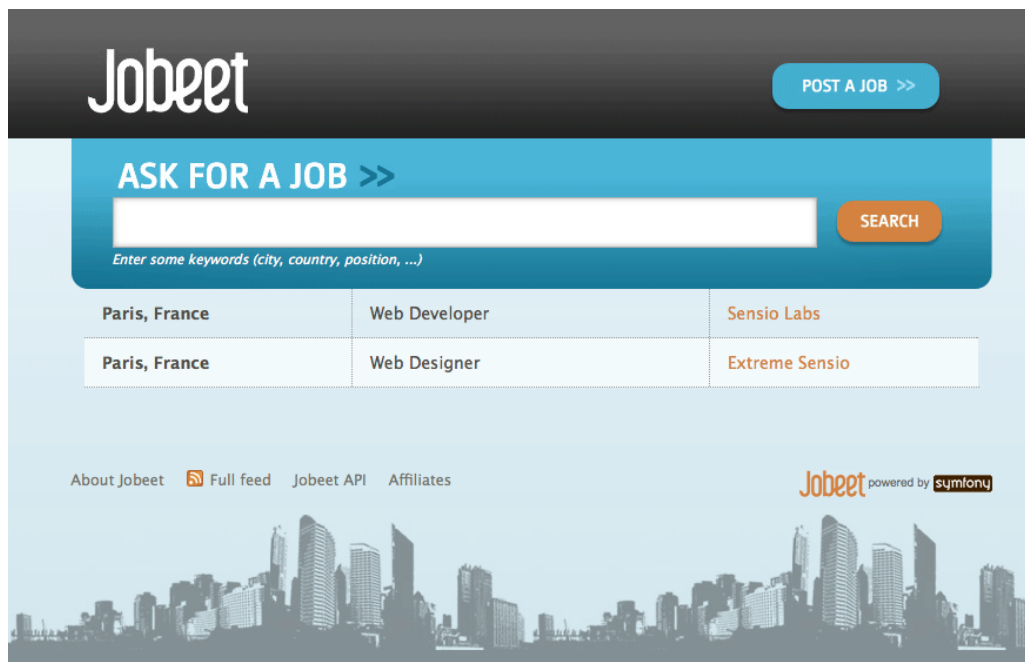 Jobeet
POST A JOB >>
ASK FOR A JOB >>
SEARCH
Enter some keywords (city, country, position, ...)
Paris, France Web Developer Sensio Labs
Paris, France Web Designer Extreme Sensio
About Jobeet Full feed Jobeet API Affiliates Jobeet powered by symfony